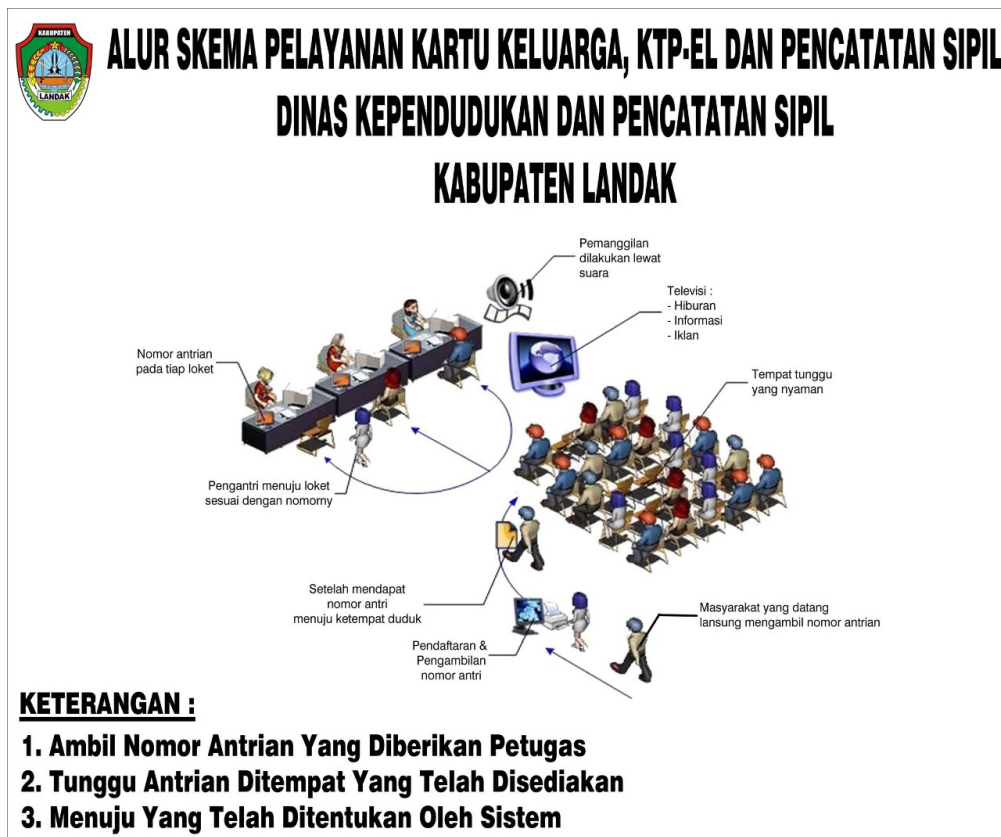 KABUPATEN
LANDAK
ALUR SKEMA PELAYANAN KARTU KELUARGA, KTP-EL DAN PENCATATAN SIPIL
DINAS KEPENDUDUKAN DAN PENCATATAN SIPIL
KABUPATEN LANDAK
Pemanggilan
dilakukan lewat
suara
Televisi :
- Hiburan
- Informasi
- Iklan
Nomor antrian
pada tiap loket
Tempat tunggu
yang nyaman
Pengantri menuju loket
sesuai dengan nomorny
Setelah mendapat
nomor antri
menuju ketempat duduk
Masyarakat yang datang
lansung mengambil nomor antrian
Pendaftaran &
Pengambilan
nomor antri
KETERANGAN :
1. Ambil Nomor Antrian Yang Diberikan Petugas
2. Tunggu Antrian Ditempat Yang Telah Disediakan
3. Menuju Yang Telah Ditentukan Oleh Sistem